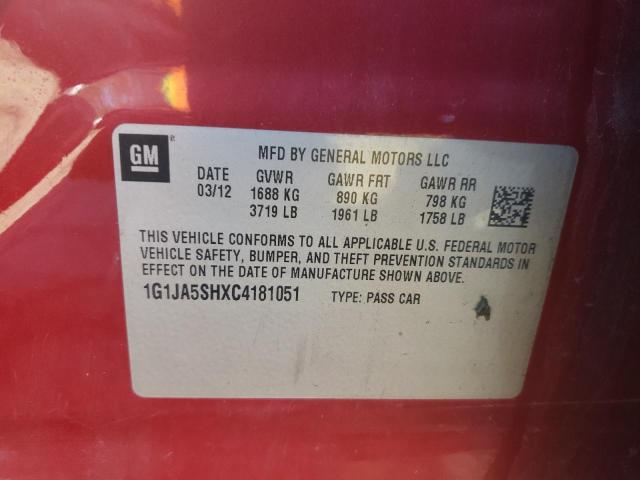 GM
MFD BY GENERAL MOTORS LLC
DATE GVWR GAWR FRT GAWR RR
03/12 1688 KG 890 KG 798 KG
3719 LB 1961 LB 1758 LB
THIS VEHICLE CONFORMS TO ALL APPLICABLE U.S. FEDERAL MOTOR
VEHICLE SAFETY, BUMPER, AND THEFT PREVENTION STANDARDS IN
EFFECT ON THE DATE OF MANUFACTURE SHOWN ABOVE.
1G1JA5SHXC4181051 TYPE: PASS CAR